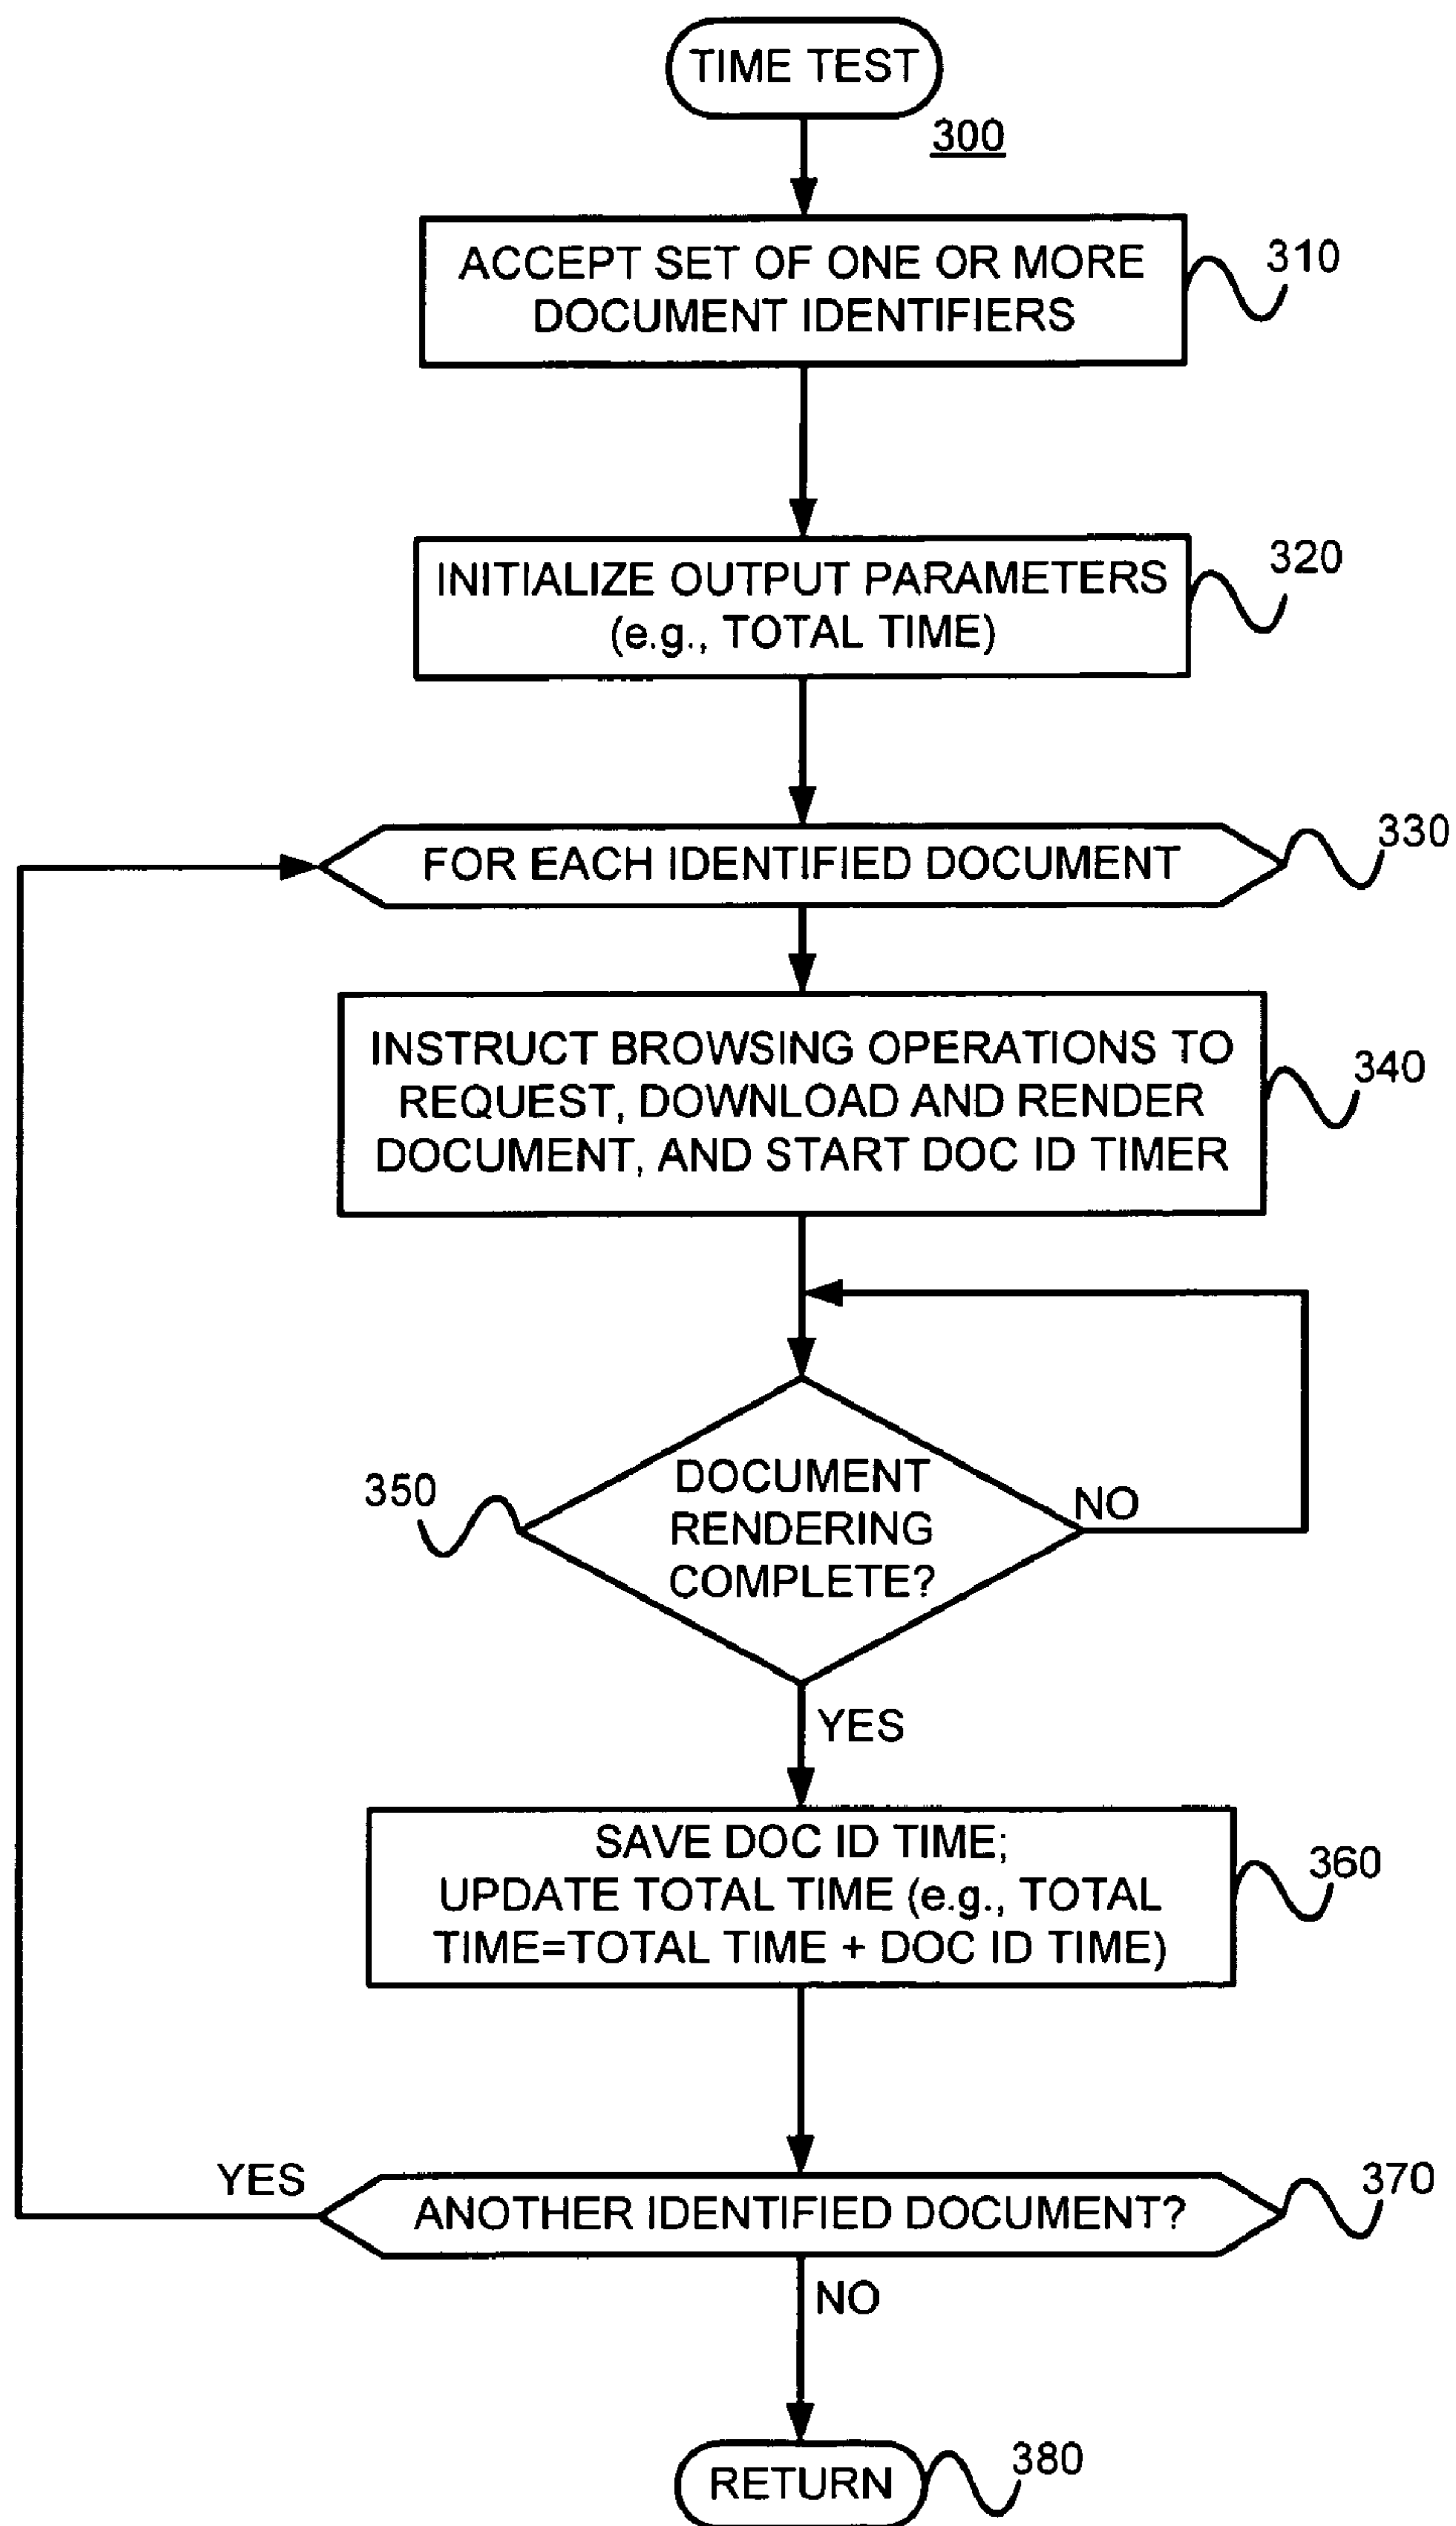 TIME TEST
300
ACCEPT SET OF ONE OR MORE
DOCUMENT IDENTIFIERS
310
INITIALIZE OUTPUT PARAMETERS
(e.g., TOTAL TIME)
320
FOR EACH IDENTIFIED DOCUMENT
330
INSTRUCT BROWSING OPERATIONS TO
REQUEST, DOWNLOAD AND RENDER
DOCUMENT, AND START DOC ID TIMER
340
350
DOCUMENT
RENDERING
COMPLETE?
NO
YES
SAVE DOC ID TIME;
UPDATE TOTAL TIME (e.g., TOTAL
TIME=TOTAL TIME + DOC ID TIME)
360
YES
ANOTHER IDENTIFIED DOCUMENT?
370
NO
RETURN
380